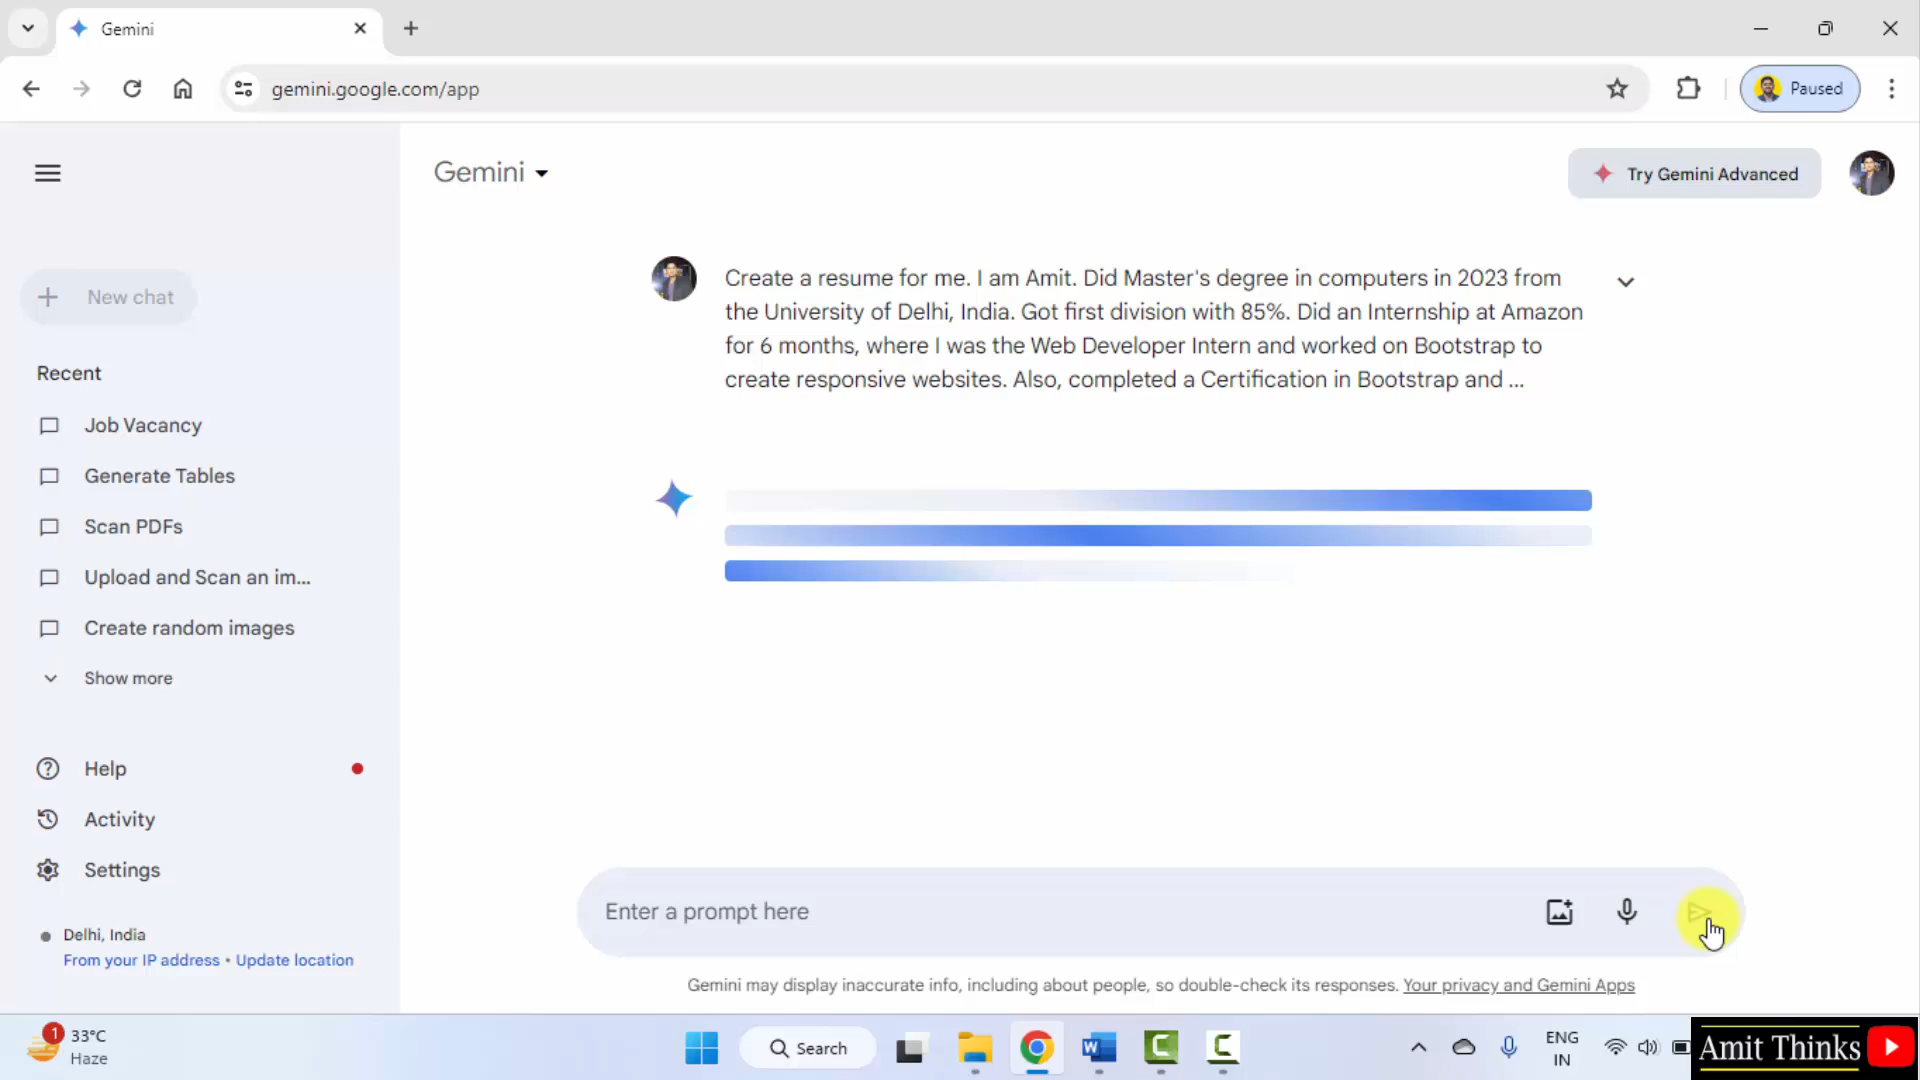 Gemini
gemini.google.com/app
Paused
Gemini
Try Gemini Advanced
New chat
Recent
Job Vacancy
Generate Tables
Scan PDFs
Upload and Scan an im...
Create random images
Show more
Help
Activity
Settings
Delhi, India
From your IP address • Update location
Create a resume for me. I am Amit. Did Master's degree in computers in 2023 from
the University of Delhi, India. Got first division with 85%. Did an Internship at Amazon
for 6 months, where I was the Web Developer Intern and worked on Bootstrap to
create responsive websites. Also, completed a Certification in Bootstrap and ...
Enter a prompt here
Gemini may display inaccurate info, including about people, so double-check its responses. Your privacy and Gemini Apps
1
33°C
Haze
Search
ENG
IN
Amit Thinks